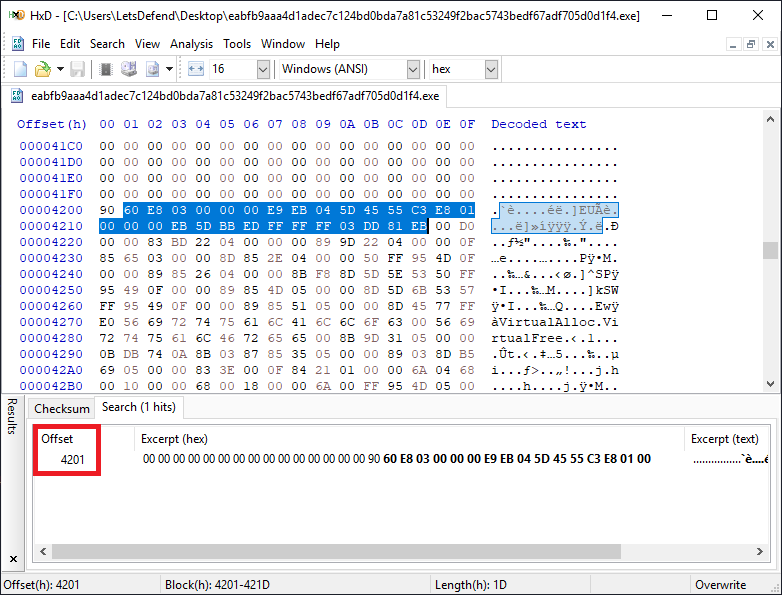 HxD - [C:\Users\LetsDefend\Desktop\eabfb9aaa4d1adec7c124bd0bda7a81c53249f2bac5743bedf67adf705d0d1f4.exe]
File Edit Search View Analysis Tools Window Help
16 Windows (ANSI) hex
eabfb9aaa4d1adec7c124bd0bda7a81c53249f2bac5743bedf67adf705d0d1f4.exe
Offset(h) 00 01 02 03 04 05 06 07 08 09 0A 0B 0C 0D 0E 0F Decoded text
000041C0 00 00 00 00 00 00 00 00 00 00 00 00 00 00 00 00 ................
000041D0 00 00 00 00 00 00 00 00 00 00 00 00 00 00 00 00 ................
000041E0 00 00 00 00 00 00 00 00 00 00 00 00 00 00 00 00 ................
000041F0 00 00 00 00 00 00 00 00 00 00 00 00 00 00 00 00 ................
00004200 90 60 E8 03 00 00 00 E9 EB 04 5D 45 55 C3 E8 01 .`è....éë.]EUÃè.
00004210 00 00 00 EB 5D BB ED FF FF FF 03 DD 81 EB 00 D0 ...ë]»íÿÿÿ.Ý.ë.Ð
00004220 00 00 83 BD 22 04 00 00 00 89 9D 22 04 00 00 0F ..ƒ½"....‰."....
00004230 85 65 03 00 00 8D 85 2E 04 00 00 50 FF 95 4D 0F …e....…....Pÿ•M.
00004240 00 00 89 85 26 04 00 00 8B F8 8D 5D 5E 53 50 FF ..‰…&...‹ø.]^SPÿ
00004250 95 49 0F 00 00 89 85 4D 05 00 00 8D 5D 6B 53 57 •I...‰…M....]kSW
00004260 FF 95 49 0F 00 00 89 85 51 05 00 00 8D 45 77 FF ÿ•I...‰…Q....Ewÿ
00004270 E0 56 69 72 74 75 61 6C 41 6C 6C 6F 63 00 56 69 àVirtualAlloc.Vi
00004280 72 74 75 61 6C 46 72 65 65 00 8B 9D 31 05 00 00 rtualFree.‹.1...
00004290 0B DB 74 0A 8B 03 87 85 35 05 00 00 89 03 8D B5 .Ût.‹.‡…5...‰..µ
000042A0 69 05 00 00 83 3E 00 0F 84 21 01 00 00 6A 04 68 i...ƒ>..„!...j.h
000042B0 00 10 00 00 68 00 18 00 00 6A 00 FF 95 4D 05 00 ....h....j.ÿ•M..
Results
Checksum Search (1 hits)
Offset Excerpt (hex) Excerpt (text)
4201 00 00 00 00 00 00 00 00 00 00 00 00 00 00 00 90 60 E8 03 00 00 00 E9 EB 04 5D 45 55 C3 E8 01 00 ................`è....é
Offset(h): 4201 Block(h): 4201-421D Length(h): 1D Overwrite